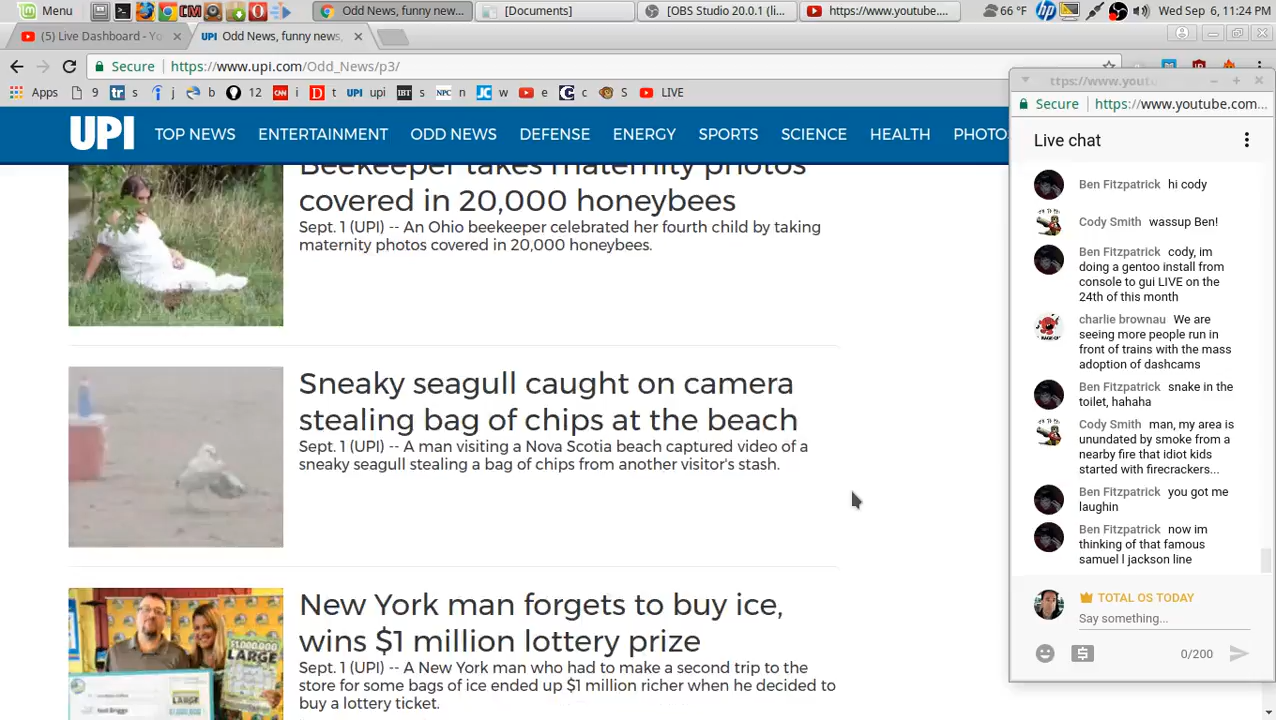 Menu
Odd News, funny new...
[Documents]
[OBS Studio 20.0.1 (li...
https://www.youtube....
66 °F
Wed Sep 6, 11:24 PM
(5) Live Dashboard - Yo
UPI Odd News, funny news,
Secure https://www.upi.com/Odd_News/p3/
Apps 9 s i j b 12 i t upi s n w e c S LIVE
UPI TOP NEWS ENTERTAINMENT ODD NEWS DEFENSE ENERGY SPORTS SCIENCE HEALTH PHOTO
Beekeeper takes maternity photos
covered in 20,000 honeybees
Sept. 1 (UPI) -- An Ohio beekeeper celebrated her fourth child by taking
maternity photos covered in 20,000 honeybees.
Sneaky seagull caught on camera
stealing bag of chips at the beach
Sept. 1 (UPI) -- A man visiting a Nova Scotia beach captured video of a
sneaky seagull stealing a bag of chips from another visitor's stash.
New York man forgets to buy ice,
wins $1 million lottery prize
Sept. 1 (UPI) -- A New York man who had to make a second trip to the
store for some bags of ice ended up $1 million richer when he decided to
buy a lottery ticket.
ttps://www.yout
Secure https://www.youtube.com...
Live chat
Ben Fitzpatrick hi cody
Cody Smith wassup Ben!
Ben Fitzpatrick cody, im
doing a gentoo install from
console to gui LIVE on the
24th of this month
charlie brownau We are
seeing more people run in
front of trains with the mass
adoption of dashcams
Ben Fitzpatrick snake in the
toilet, hahaha
Cody Smith man, my area is
unundated by smoke from a
nearby fire that idiot kids
started with firecrackers...
Ben Fitzpatrick you got me
laughin
Ben Fitzpatrick now im
thinking of that famous
samuel l jackson line
TOTAL OS TODAY
Say something...
0/200